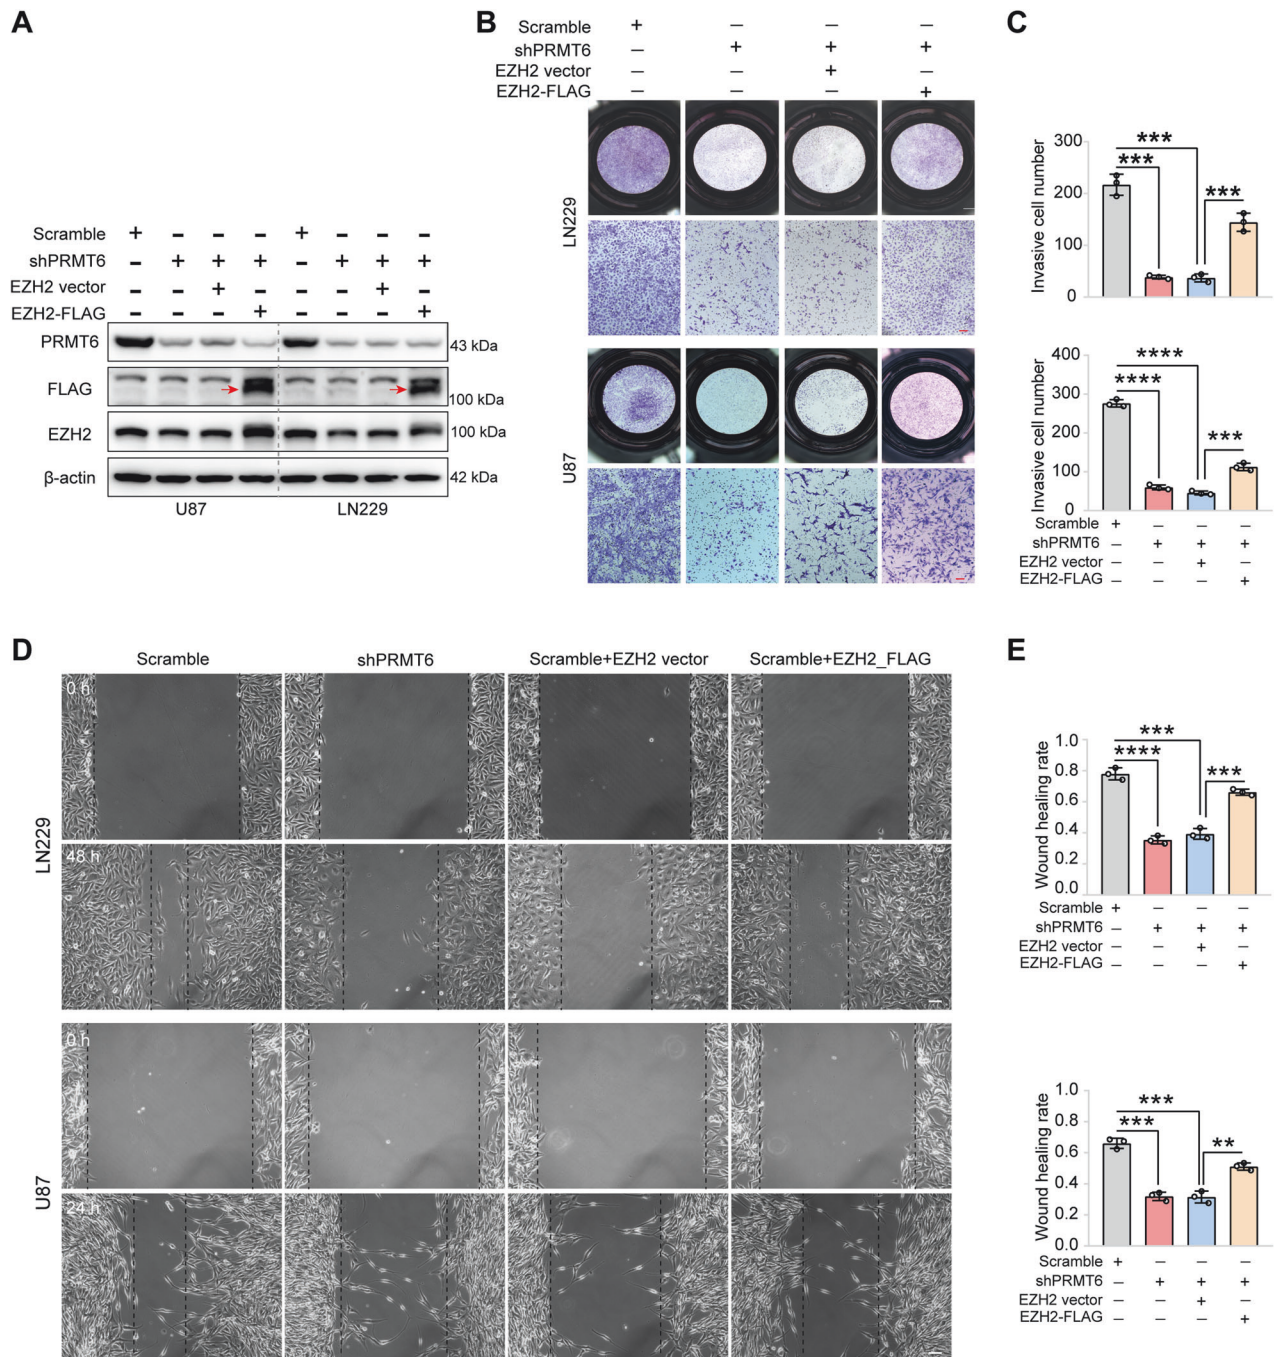 A
Scramble + – – – + – – –
shPRMT6 – + + + – + + +
EZH2 vector – – + – – – + –
EZH2-FLAG – – – + – – – +
PRMT6 43 kDa
FLAG 100 kDa
EZH2 100 kDa
β-actin 42 kDa
U87 LN229
B
Scramble + – – –
shPRMT6 – + + +
EZH2 vector – – + –
EZH2-FLAG – – – +
LN229
U87
C
Invasive cell number
300
200
100
0
***
***
***
Invasive cell number
400
300
200
100
0
****
****
***
Scramble + – – –
shPRMT6 – + + +
EZH2 vector – – + –
EZH2-FLAG – – – +
D
Scramble shPRMT6 Scramble+EZH2 vector Scramble+EZH2_FLAG
LN229
0 h
48 h
U87
0 h
24 h
E
Wound healing rate
1.0
0.8
0.6
0.4
0.2
0.0
***
****
***
Scramble + – – –
shPRMT6 – + + +
EZH2 vector – – + –
EZH2-FLAG – – – +
Wound healing rate
1.0
0.8
0.6
0.4
0.2
0.0
***
***
**
Scramble + – – –
shPRMT6 – + + +
EZH2 vector – – + –
EZH2-FLAG – – – +